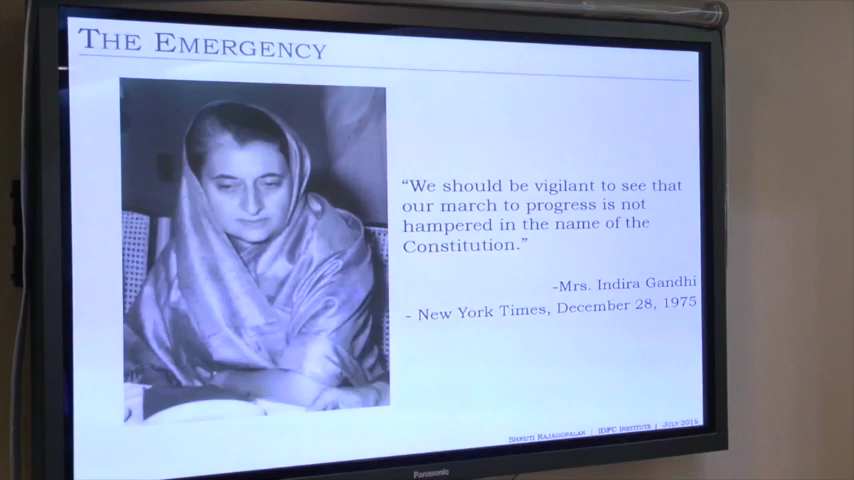 THE EMERGENCY
“We should be vigilant to see that
our march to progress is not
hampered in the name of the
Constitution.”
-Mrs. Indira Gandhi
- New York Times, December 28, 1975
SHRUTI RAJAGOPALAN | IDFC INSTITUTE | JULY 2015
Panasonic